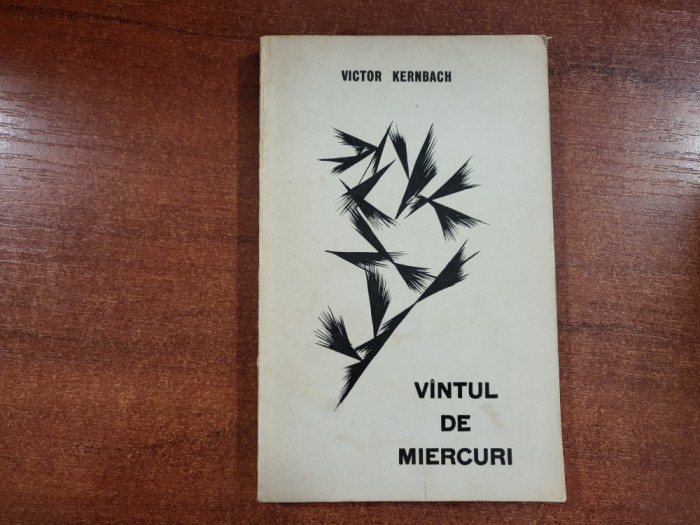 VICTOR KERNBACH
VÎNTUL
DE
MIERCURI